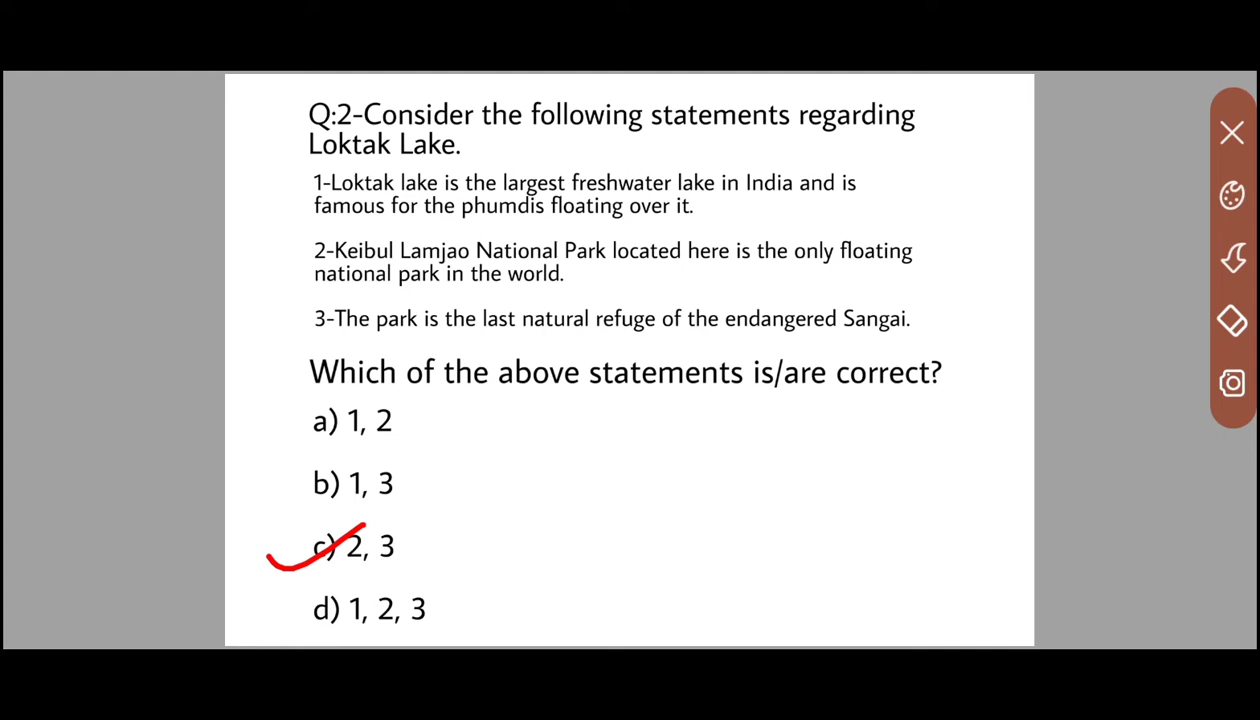 Q:2-Consider the following statements regarding
Loktak Lake.
1-Loktak lake is the largest freshwater lake in India and is
famous for the phumdis floating over it.
2-Keibul Lamjao National Park located here is the only floating
national park in the world.
3-The park is the last natural refuge of the endangered Sangai.
Which of the above statements is/are correct?
a) 1, 2
b) 1, 3
c) 2, 3
d) 1, 2, 3